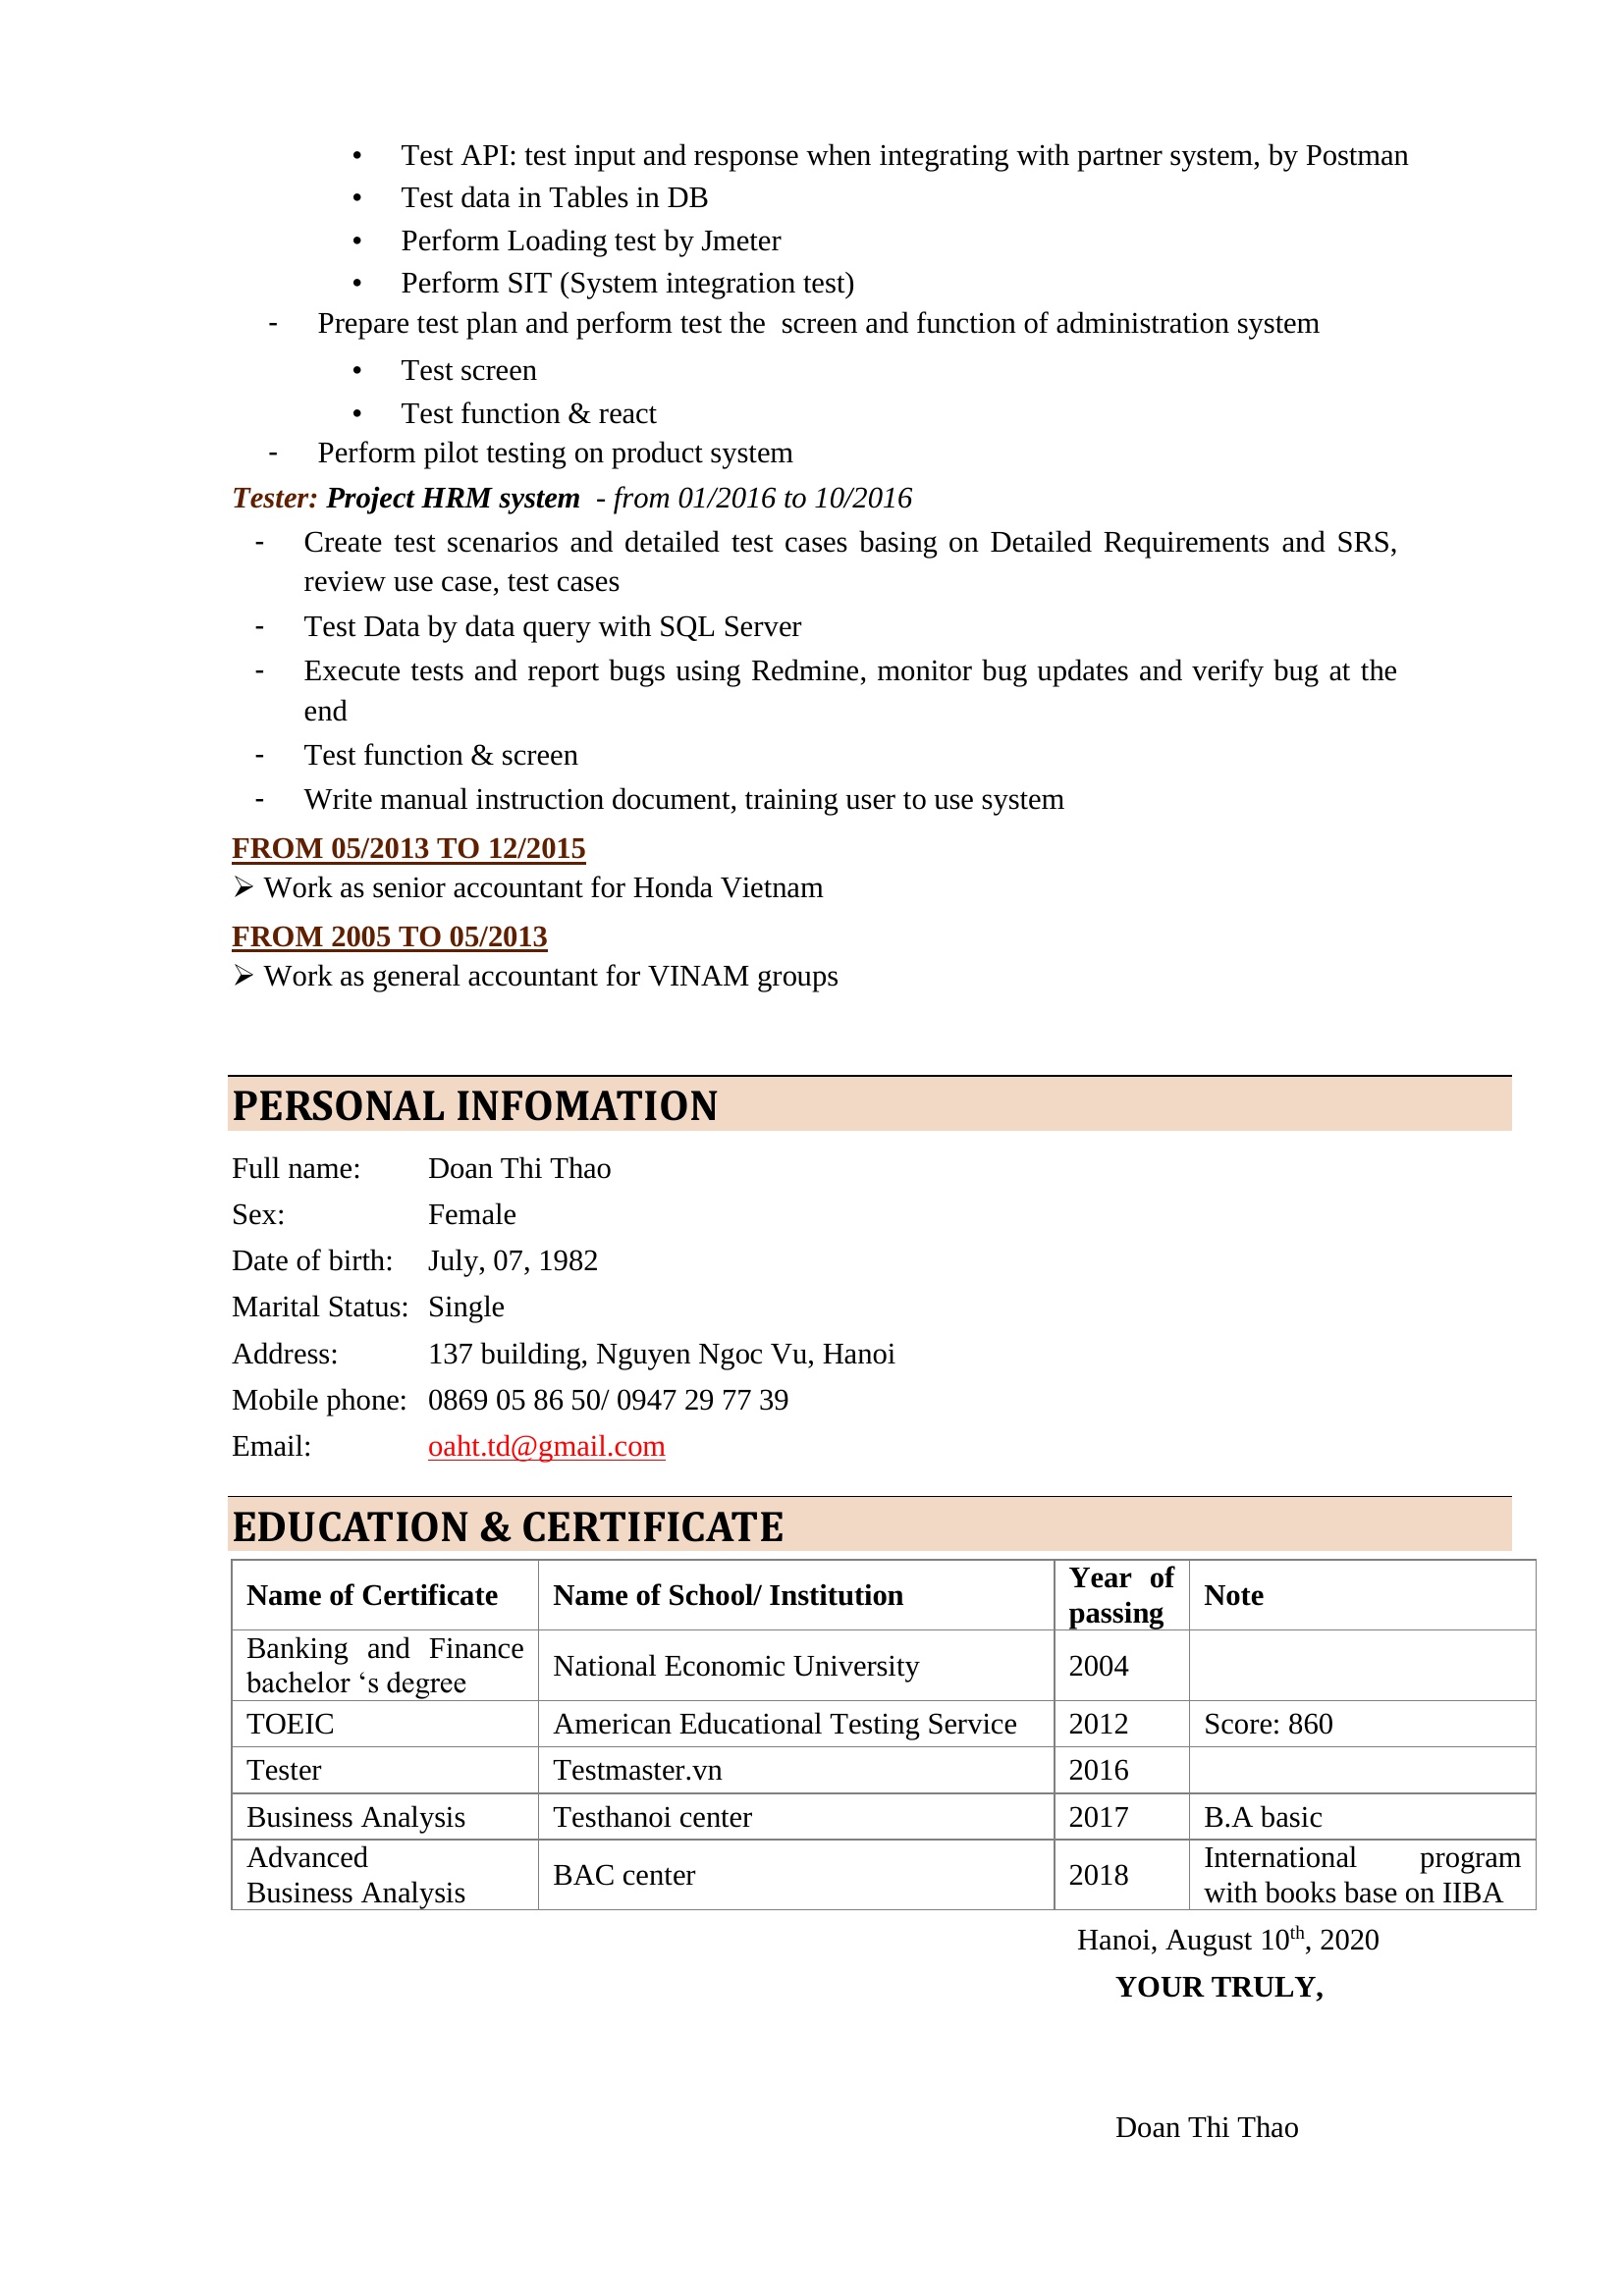 • Test API: test input and response when integrating with partner system, by Postman
• Test data in Tables in DB
• Perform Loading test by Jmeter
• Perform SIT (System integration test)
- Prepare test plan and perform test the  screen and function of administration system
• Test screen
• Test function & react
- Perform pilot testing on product system
Tester: Project HRM system  - from 01/2016 to 10/2016
- Create test scenarios and detailed test cases basing on Detailed Requirements and SRS,
review use case, test cases
- Test Data by data query with SQL Server
- Execute tests and report bugs using Redmine, monitor bug updates and verify bug at the
end
- Test function & screen
- Write manual instruction document, training user to use system
FROM 05/2013 TO 12/2015
➢ Work as senior accountant for Honda Vietnam
FROM 2005 TO 05/2013
➢ Work as general accountant for VINAM groups
PERSONAL INFOMATION
Full name: Doan Thi Thao
Sex: Female
Date of birth: July, 07, 1982
Marital Status: Single
Address: 137 building, Nguyen Ngoc Vu, Hanoi
Mobile phone: 0869 05 86 50/ 0947 29 77 39
Email: oaht.td@gmail.com
EDUCATION & CERTIFICATE
Name of Certificate Name of School/ Institution Year of
passing Note
Banking and Finance
bachelor ‘s degree National Economic University 2004
TOEIC American Educational Testing Service 2012 Score: 860
Tester Testmaster.vn 2016
Business Analysis Testhanoi center 2017 B.A basic
Advanced
Business Analysis BAC center 2018 International program
with books base on IIBA
Hanoi, August 10th, 2020
YOUR TRULY,
Doan Thi Thao